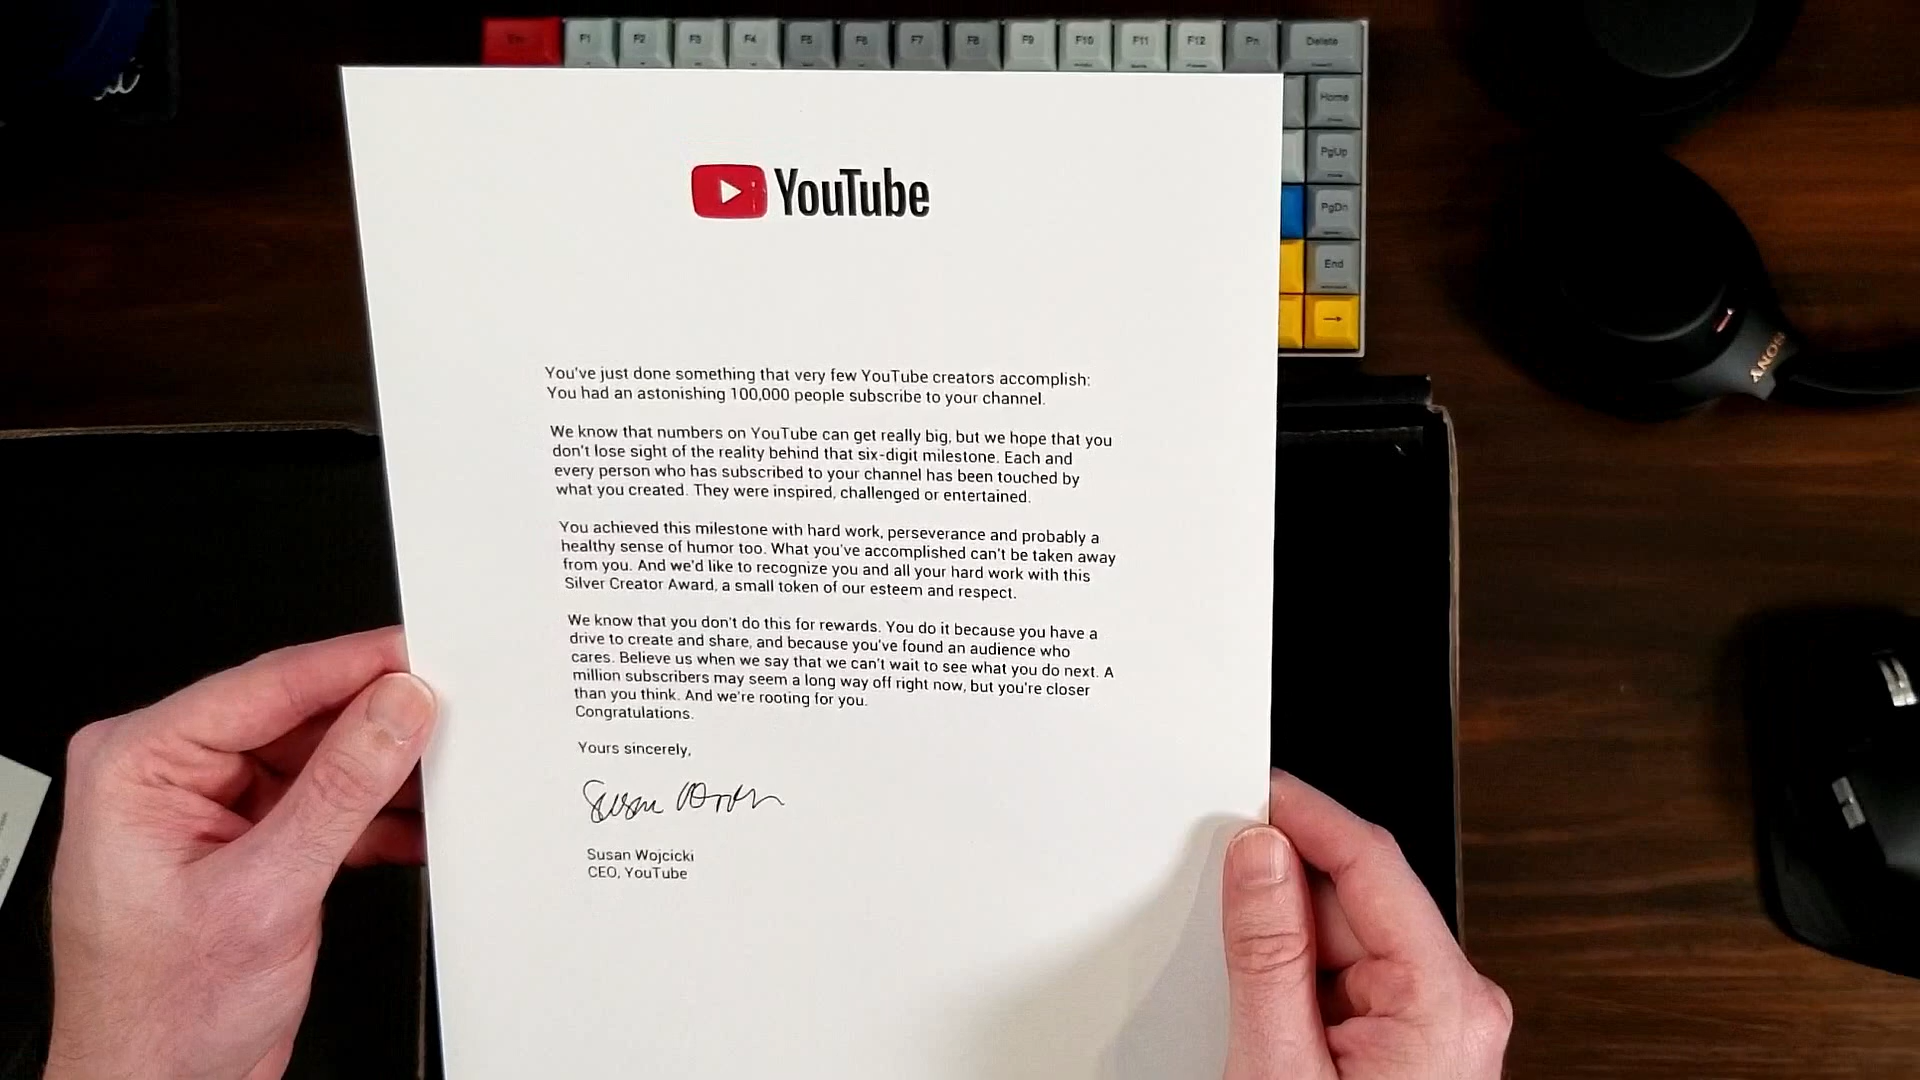 Esc F1 F2 F3 F4 F5 F6 F7 F8 F9 F10 F11 F12 Pn Delete
Home
PgUp
PgDn
End
→
SONY
YouTube
You've just done something that very few YouTube creators accomplish:
You had an astonishing 100,000 people subscribe to your channel.
We know that numbers on YouTube can get really big, but we hope that you
don't lose sight of the reality behind that six-digit milestone. Each and
every person who has subscribed to your channel has been touched by
what you created. They were inspired, challenged or entertained.
You achieved this milestone with hard work, perseverance and probably a
healthy sense of humor too. What you've accomplished can't be taken away
from you. And we'd like to recognize you and all your hard work with this
Silver Creator Award, a small token of our esteem and respect.
We know that you don't do this for rewards. You do it because you have a
drive to create and share, and because you've found an audience who
cares. Believe us when we say that we can't wait to see what you do next. A
million subscribers may seem a long way off right now, but you're closer
than you think. And we're rooting for you.
Congratulations.
Yours sincerely,
Susan Wojcicki
CEO, YouTube